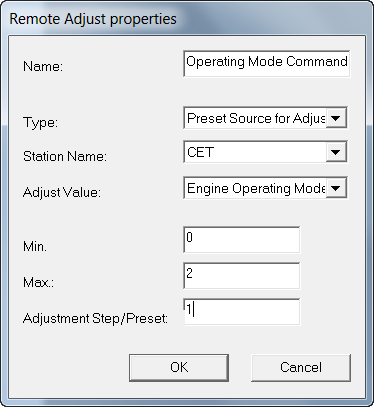 Remote Adjust properties
Name: Operating Mode Command
Type: Preset Source for Adjus
Station Name: CET
Adjust Value: Engine Operating Mode
Min. 0
Max.: 2
Adjustment Step/Preset: 1
OK Cancel